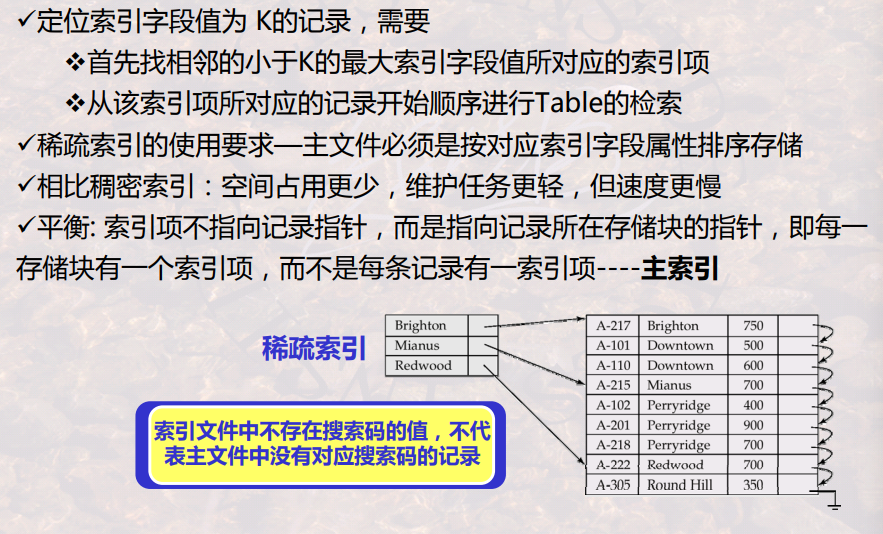 ✓定位索引字段值为 K的记录，需要
❖首先找相邻的小于K的最大索引字段值所对应的索引项
❖从该索引项所对应的记录开始顺序进行Table的检索
✓稀疏索引的使用要求—主文件必须是按对应索引字段属性排序存储
✓相比稠密索引：空间占用更少，维护任务更轻，但速度更慢
✓平衡: 索引项不指向记录指针，而是指向记录所在存储块的指针，即每一
存储块有一个索引项，而不是每条记录有一索引项----主索引
稀疏索引
Brighton
Mianus
Redwood
索引文件中不存在搜索码的值，不代
表主文件中没有对应搜索码的记录
A-217 Brighton 750
A-101 Downtown 500
A-110 Downtown 600
A-215 Mianus 700
A-102 Perryridge 400
A-201 Perryridge 900
A-218 Perryridge 700
A-222 Redwood 700
A-305 Round Hill 350